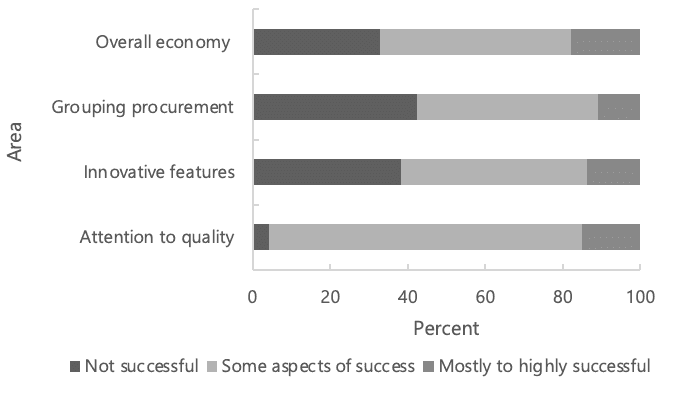 Overall economy
Grouping procurement
Innovative features
Attention to quality
Area
0 20 40 60 80 100
Percent
Not successful Some aspects of success Mostly to highly successful